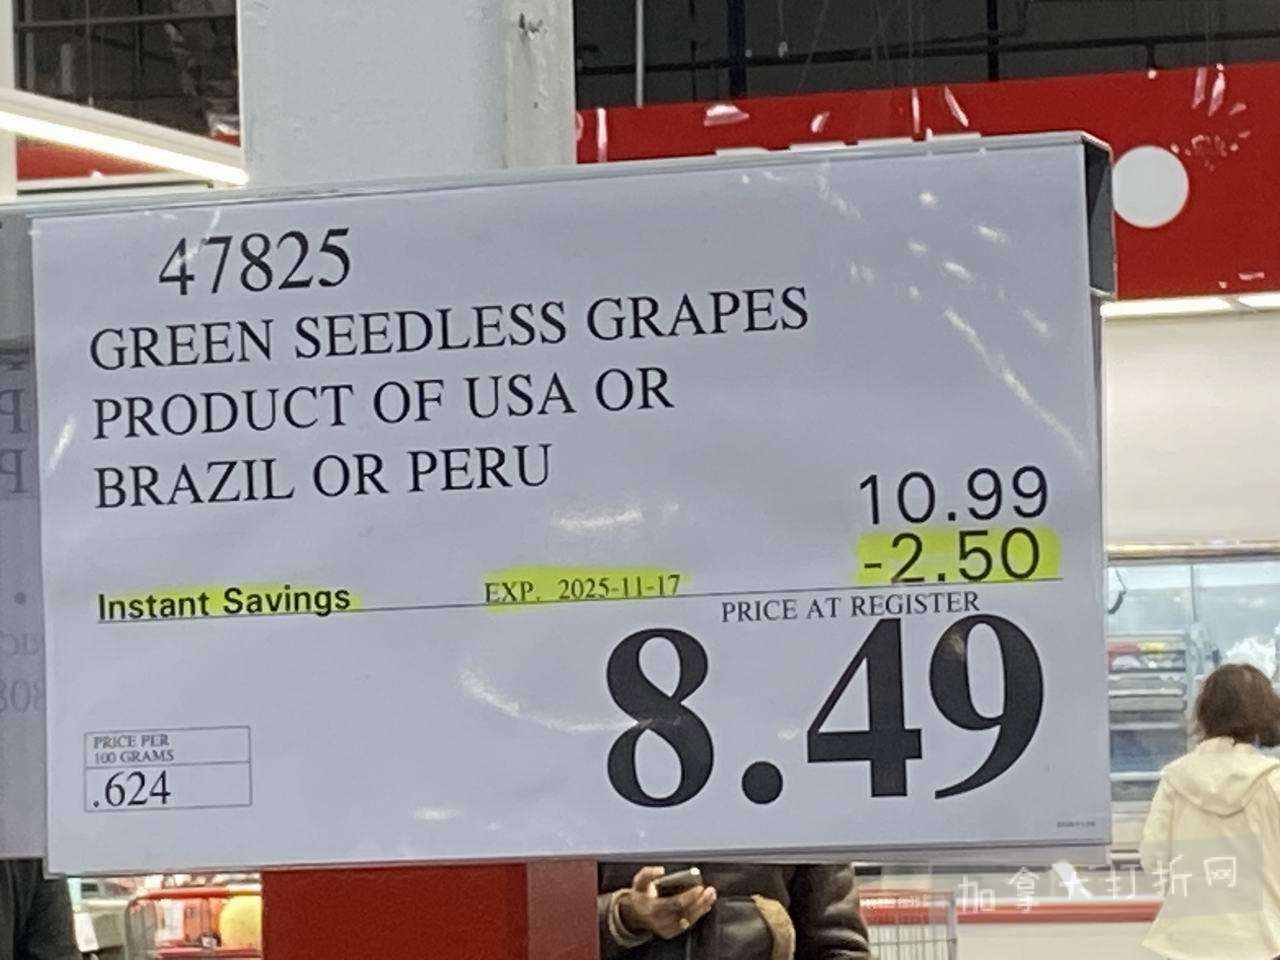 47825
GREEN SEEDLESS GRAPES
PRODUCT OF USA OR
BRAZIL OR PERU
10.99
-2.50
Instant Savings EXP. 2025-11-17
PRICE AT REGISTER
8.49
PRICE PER
100 GRAMS
.624
加拿大打折网